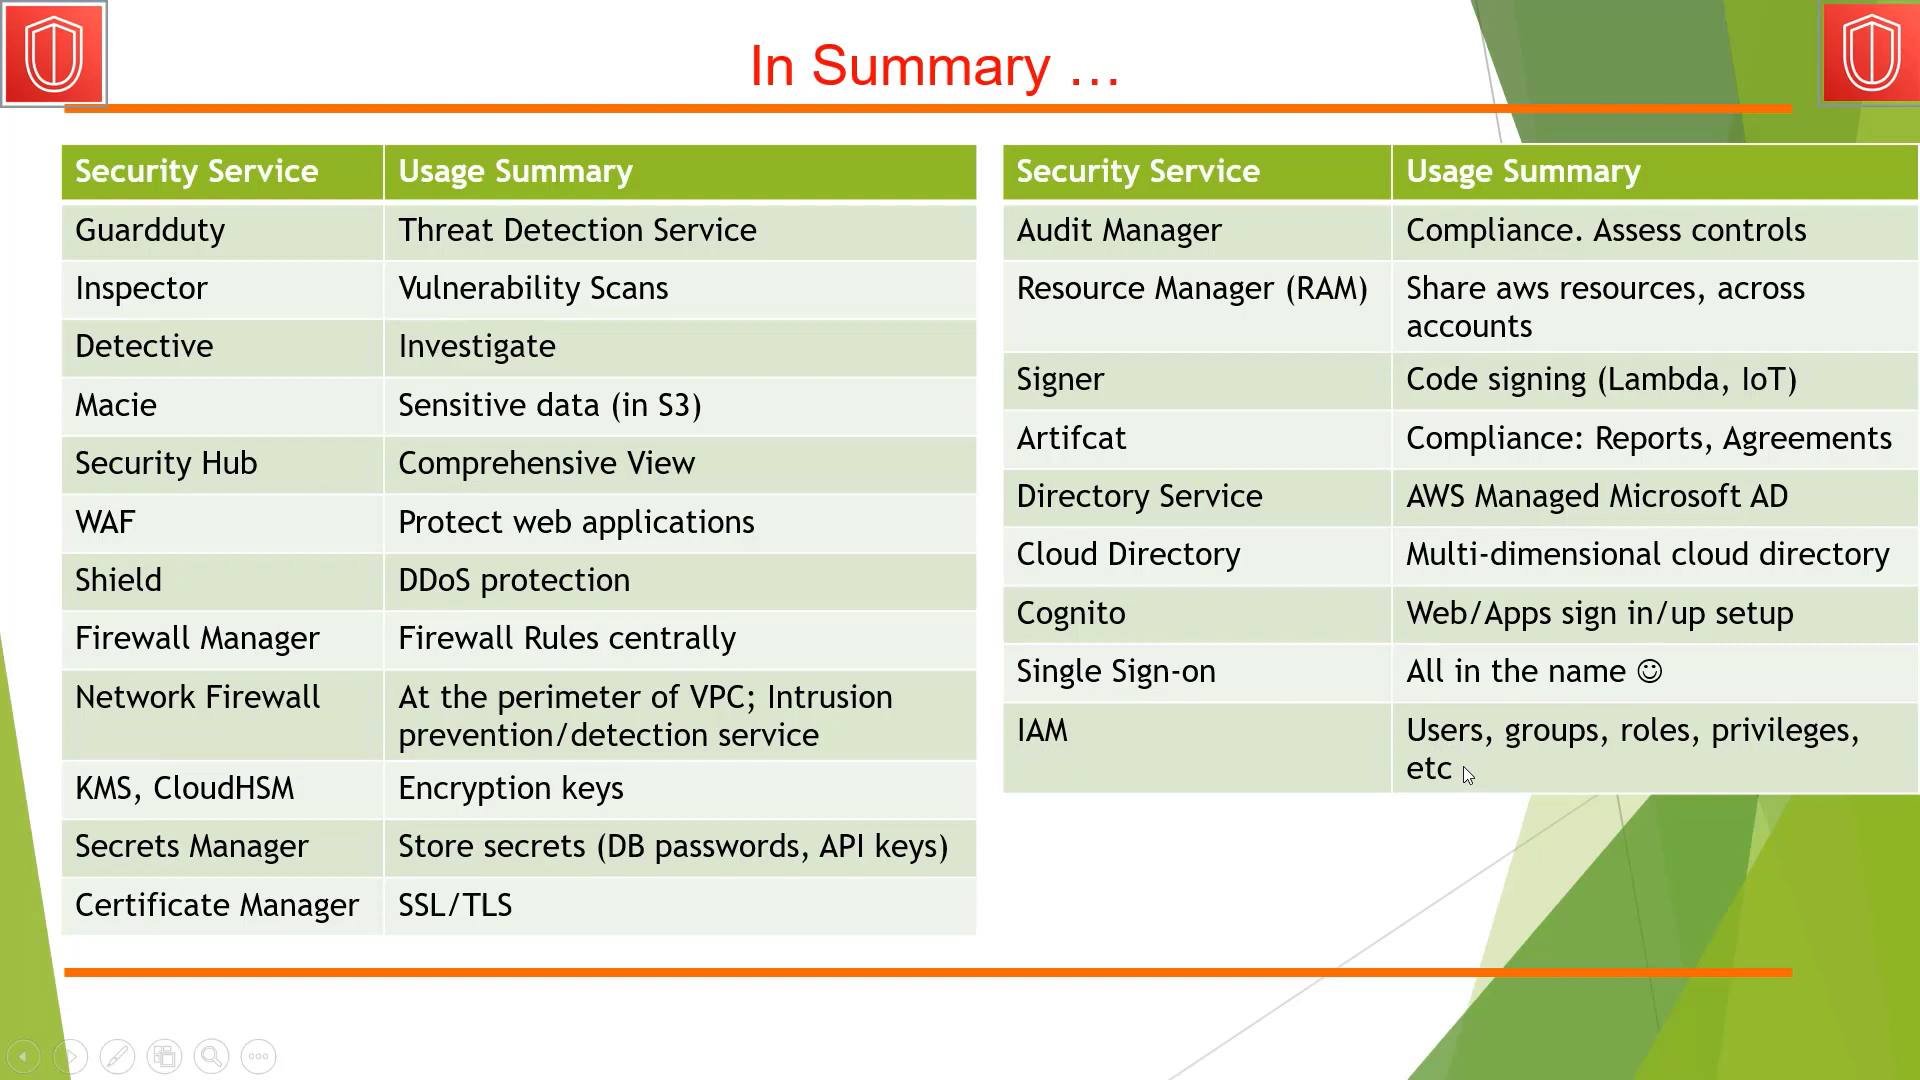 In Summary ...
Security Service Usage Summary
Guardduty Threat Detection Service
Inspector Vulnerability Scans
Detective Investigate
Macie Sensitive data (in S3)
Security Hub Comprehensive View
WAF Protect web applications
Shield DDoS protection
Firewall Manager Firewall Rules centrally
Network Firewall At the perimeter of VPC; Intrusion
prevention/detection service
KMS, CloudHSM Encryption keys
Secrets Manager Store secrets (DB passwords, API keys)
Certificate Manager SSL/TLS
Security Service Usage Summary
Audit Manager Compliance. Assess controls
Resource Manager (RAM) Share aws resources, across
accounts
Signer Code signing (Lambda, IoT)
Artifcat Compliance: Reports, Agreements
Directory Service AWS Managed Microsoft AD
Cloud Directory Multi-dimensional cloud directory
Cognito Web/Apps sign in/up setup
Single Sign-on All in the name ☺
IAM Users, groups, roles, privileges,
etc